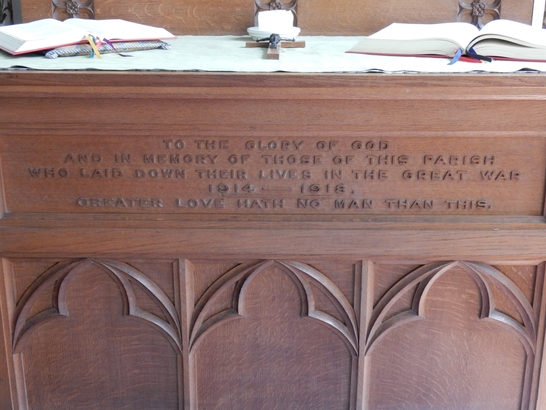 TO THE GLORY OF GOD
AND IN MEMORY OF THOSE OF THIS PARISH
WHO LAID DOWN THEIR LIVES IN THE GREAT WAR
1914 — 1918.
GREATER LOVE HATH NO MAN THAN THIS.